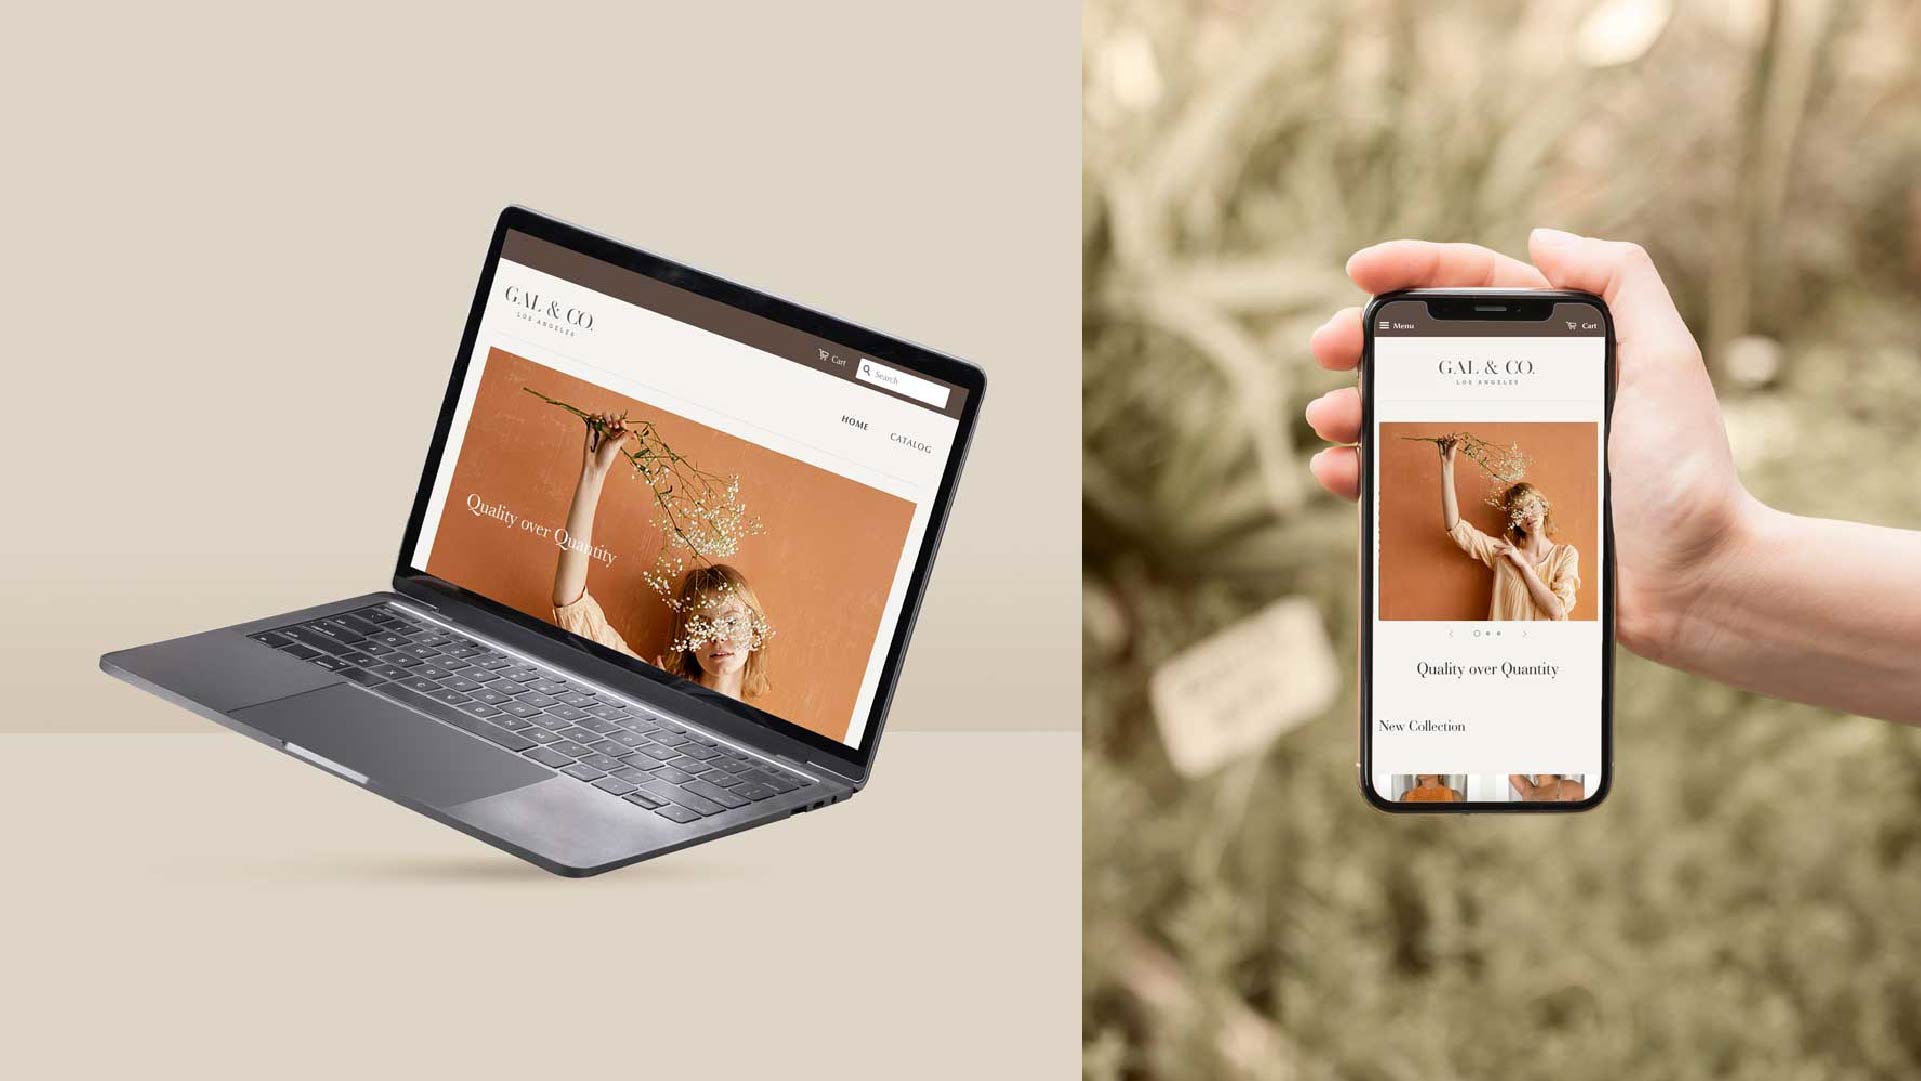 GAL & CO.
LOS ANGELES
Cart
Search
HOME
CATALOG
Quality over Quantity
Menu
Cart
GAL & CO.
LOS ANGELES
Quality over Quantity
New Collection